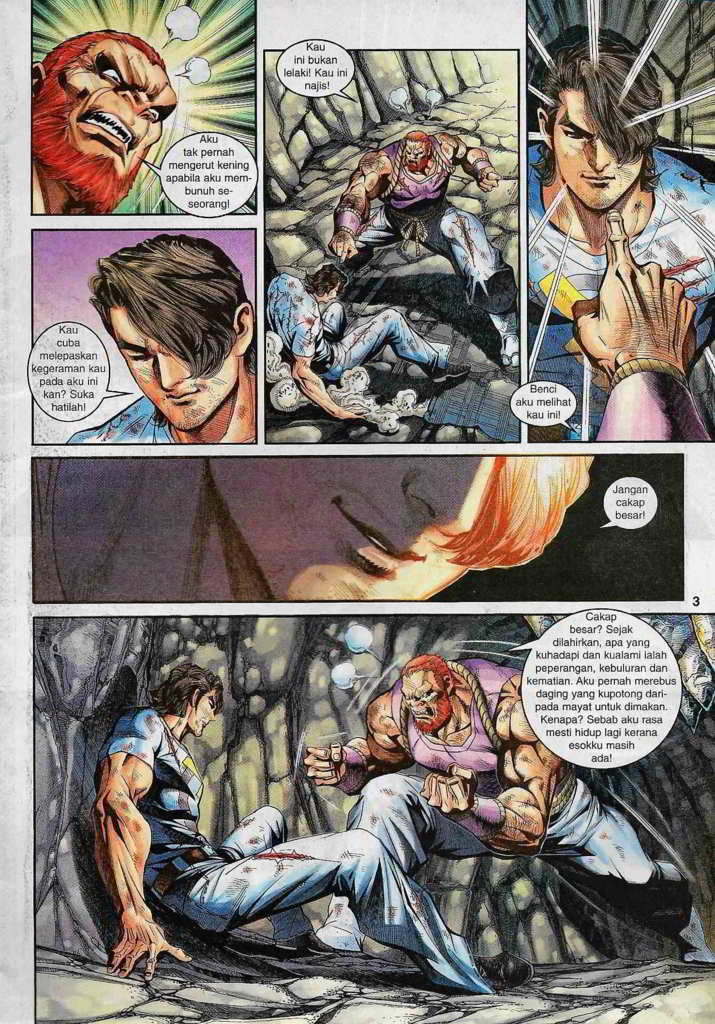 Aku
tak pernah
mengerut kening
apabila aku mem-
bunuh se-
seorang!
Kau
cuba
melepaskan
kegeraman kau
pada aku ini
kan? Suka
hatilah!
Kau
ini bukan
lelaki! Kau ini
najis!
Benci
aku melihat
kau ini!
Jangan
cakap
besar!
3
Cakap
besar? Sejak
dilahirkan, apa yang
kuhadapi dan kualami ialah
peperangan, kebuluran dan
kematian. Aku pernah merebus
daging yang kupotong dari-
pada mayat untuk dimakan.
Kenapa? Sebab aku rasa
mesti hidup lagi kerana
esokku masih
ada!